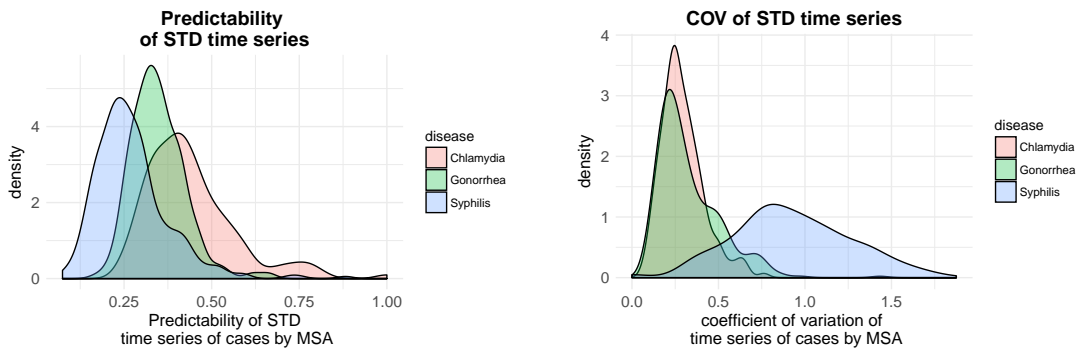 Predictability
of STD time series
density
0
2
4
0.25
0.50
0.75
1.00
Predictability of STD
time series of cases by MSA
disease
Chlamydia
Gonorrhea
Syphilis
COV of STD time series
density
0
1
2
3
4
0.0
0.5
1.0
1.5
coefficient of variation of
time series of cases by MSA
disease
Chlamydia
Gonorrhea
Syphilis